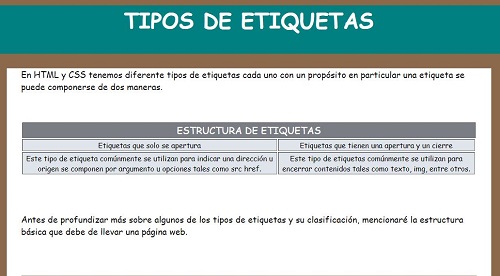 TIPOS DE ETIQUETAS
En HTML y CSS tenemos diferente tipos de etiquetas cada uno con un propósito en particular una etiqueta se
puede componerse de dos maneras.
ESTRUCTURA DE ETIQUETAS
Etiquetas que solo se apertura
Etiquetas que tienen una apertura y un cierre
Este tipo de etiqueta comúnmente se utilizan para indicar una dirección u
origen se componen por argumento u opciones tales como src href.
Este tipo de etiquetas comúnmente se utilizan para
encerrar contenidos tales como texto, img, entre otros.
Antes de profundizar más sobre algunos de los tipos de etiquetas y su clasificación, mencionaré la estructura
básica que debe de llevar una página web.